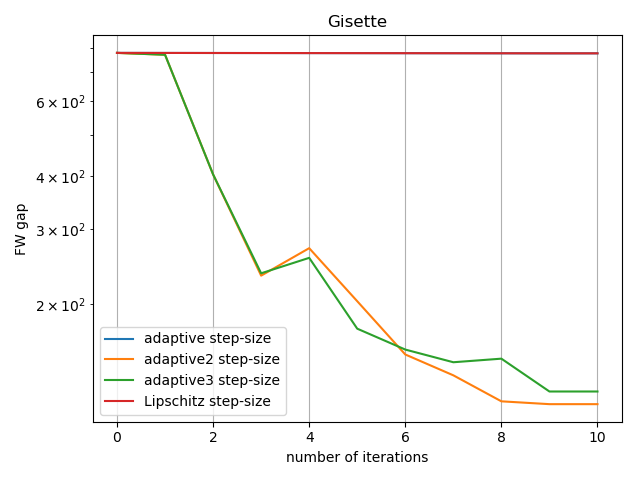 Gisette
FW gap
6 × 10²
4 × 10²
3 × 10²
2 × 10²
adaptive step-size
adaptive2 step-size
adaptive3 step-size
Lipschitz step-size
0 2 4 6 8 10
number of iterations